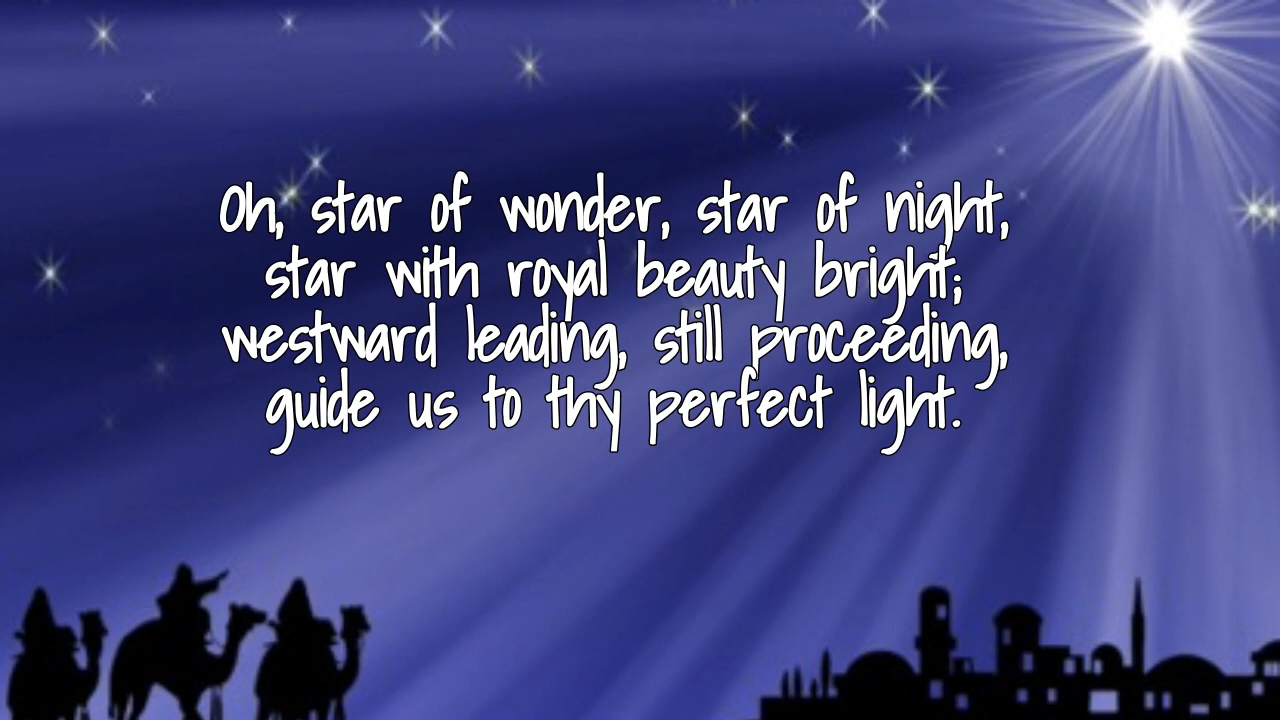 Oh, star of wonder, star of night,
star with royal beauty bright;
westward leading, still proceeding,
guide us to thy perfect light.